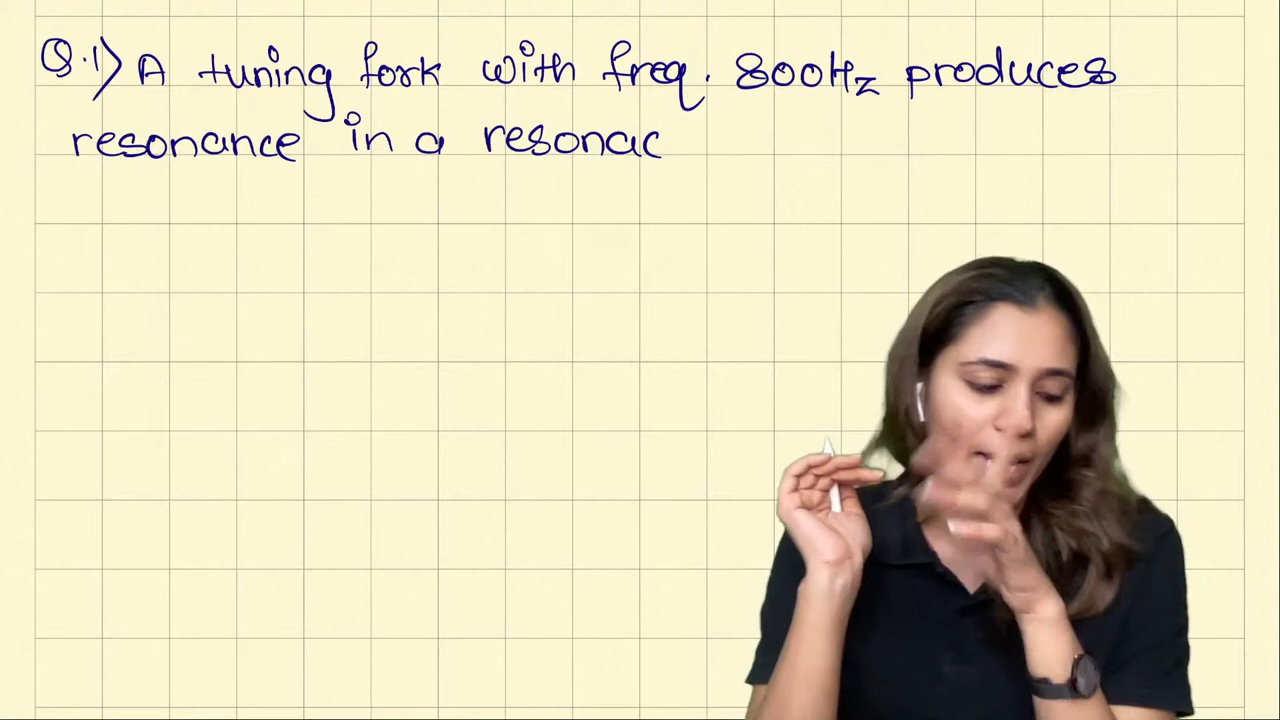 Q.1) A tuning fork with freq. 800Hz produces
resonance in a resonac